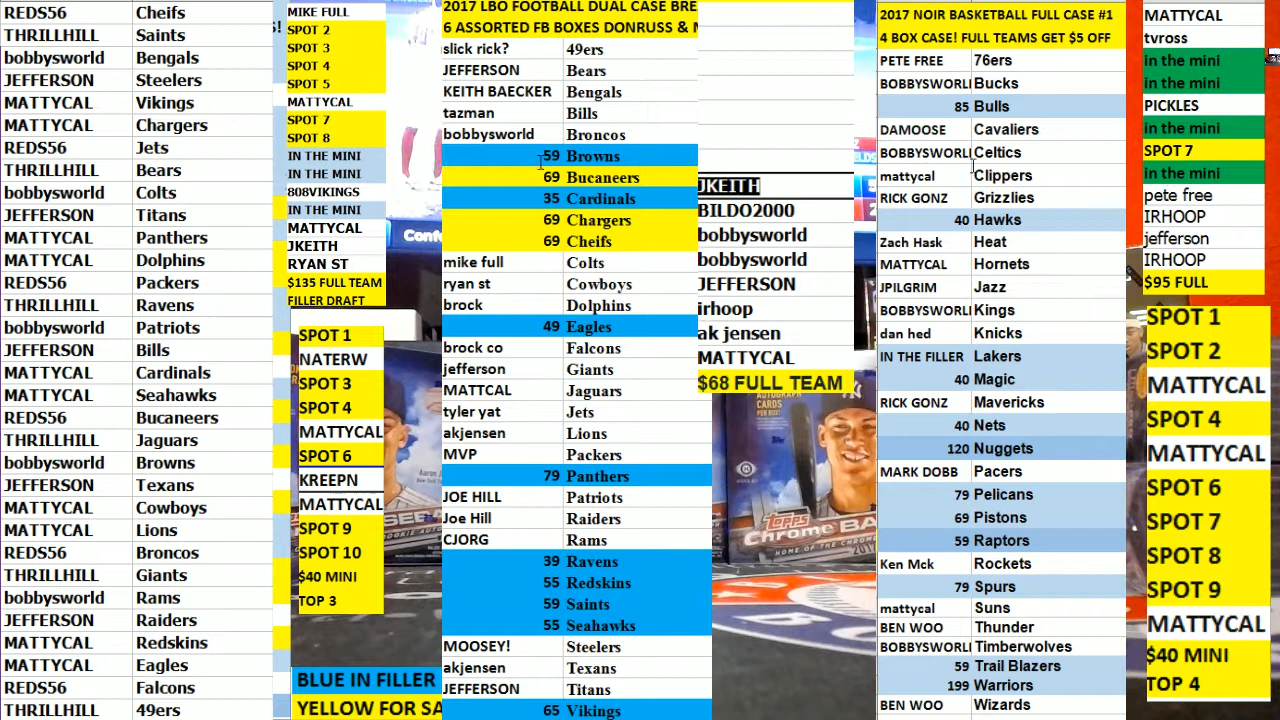 REDS56 Cheifs
THRILLHILL Saints
bobbysworld Bengals
JEFFERSON Steelers
MATTYCAL Vikings
MATTYCAL Chargers
REDS56 Jets
THRILLHILL Bears
bobbysworld Colts
JEFFERSON Titans
MATTYCAL Panthers
MATTYCAL Dolphins
REDS56 Packers
THRILLHILL Ravens
bobbysworld Patriots
JEFFERSON Bills
MATTYCAL Cardinals
MATTYCAL Seahawks
REDS56 Bucaneers
THRILLHILL Jaguars
bobbysworld Browns
JEFFERSON Texans
MATTYCAL Cowboys
MATTYCAL Lions
REDS56 Broncos
THRILLHILL Giants
bobbysworld Rams
JEFFERSON Raiders
MATTYCAL Redskins
MATTYCAL Eagles
REDS56 Falcons
THRILLHILL 49ers
MIKE FULL
SPOT 2
SPOT 3
SPOT 4
SPOT 5
MATTYCAL
SPOT 7
SPOT 8
IN THE MINI
IN THE MINI
808VIKINGS
IN THE MINI
MATTYCAL
JKEITH
RYAN ST
$135 FULL TEAM
FILLER DRAFT
SPOT 1
NATERW
SPOT 3
SPOT 4
MATTYCAL
SPOT 6
KREEPN
MATTYCAL
SPOT 9
SPOT 10
$40 MINI
TOP 3
BLUE IN FILLER
YELLOW FOR SA
2017 LBO FOOTBALL DUAL CASE BRE
6 ASSORTED FB BOXES DONRUSS &
slick rick? 49ers
JEFFERSON Bears
KEITH BAECKER Bengals
tazman Bills
bobbysworld Broncos
59 Browns
69 Bucaneers
35 Cardinals
69 Chargers
69 Cheifs
mike full Colts
ryan st Cowboys
brock Dolphins
49 Eagles
brock co Falcons
jefferson Giants
MATTCAL Jaguars
tyler yat Jets
akjensen Lions
MVP Packers
79 Panthers
JOE HILL Patriots
Joe Hill Raiders
CJORG Rams
39 Ravens
55 Redskins
59 Saints
55 Seahawks
MOOSEY! Steelers
akjensen Texans
JEFFERSON Titans
65 Vikings
JKEITH
BILDO2000
bobbysworld
bobbysworld
JEFFERSON
irhoop
ak jensen
MATTYCAL
$68 FULL TEAM
AUTOGRAPH
CARDS
PER BOX!
TOPPS
Chrome BA
HOME OF THE CHROME
2017 NOIR BASKETBALL FULL CASE #1
4 BOX CASE! FULL TEAMS GET $5 OFF
PETE FREE 76ers
BOBBYSWORL Bucks
85 Bulls
DAMOOSE Cavaliers
BOBBYSWORL Celtics
mattycal Clippers
RICK GONZ Grizzlies
40 Hawks
Zach Hask Heat
MATTYCAL Hornets
JPILGRIM Jazz
BOBBYSWORL Kings
dan hed Knicks
IN THE FILLER Lakers
40 Magic
RICK GONZ Mavericks
40 Nets
120 Nuggets
MARK DOBB Pacers
79 Pelicans
69 Pistons
59 Raptors
Ken Mck Rockets
79 Spurs
mattycal Suns
BEN WOO Thunder
BOBBYSWORL Timberwolves
59 Trail Blazers
199 Warriors
BEN WOO Wizards
MATTYCAL
tvross
in the mini
in the mini
PICKLES
in the mini
SPOT 7
in the mini
pete free
IRHOOP
jefferson
IRHOOP
$95 FULL
SPOT 1
SPOT 2
MATTYCAL
SPOT 4
MATTYCAL
SPOT 6
SPOT 7
SPOT 8
SPOT 9
MATTYCAL
$40 MINI
TOP 4